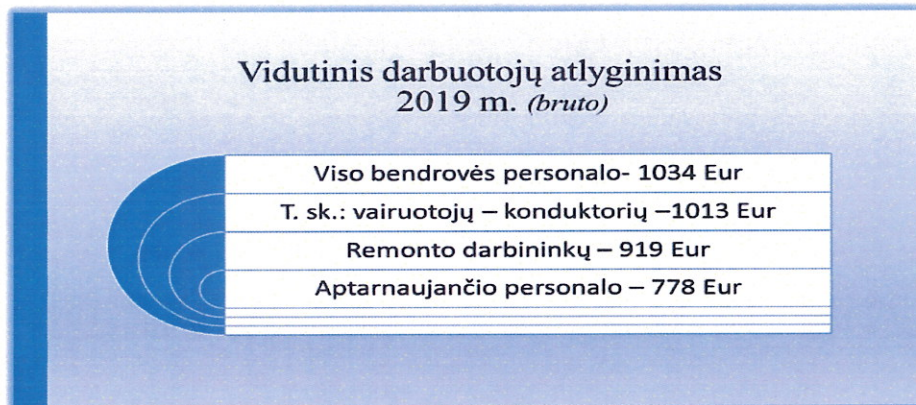 Vidutinis darbuotojų atlyginimas
2019 m. (bruto)
Viso bendrovės personalo- 1034 Eur
T. sk.: vairuotojų – konduktorių –1013 Eur
Remonto darbininkų – 919 Eur
Aptarnaujančio personalo – 778 Eur